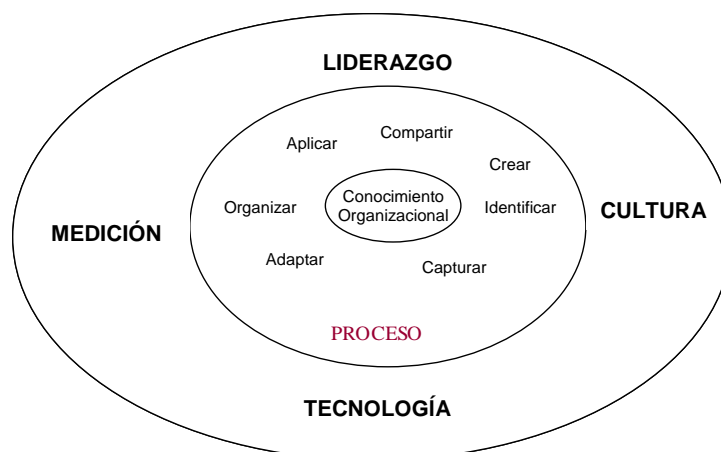 LIDERAZGO
Compartir
Aplicar
Crear
Conocimiento
Organizacional
Organizar
Identificar
CULTURA
MEDICIÓN
Adaptar
Capturar
PROCESO
TECNOLOGÍA